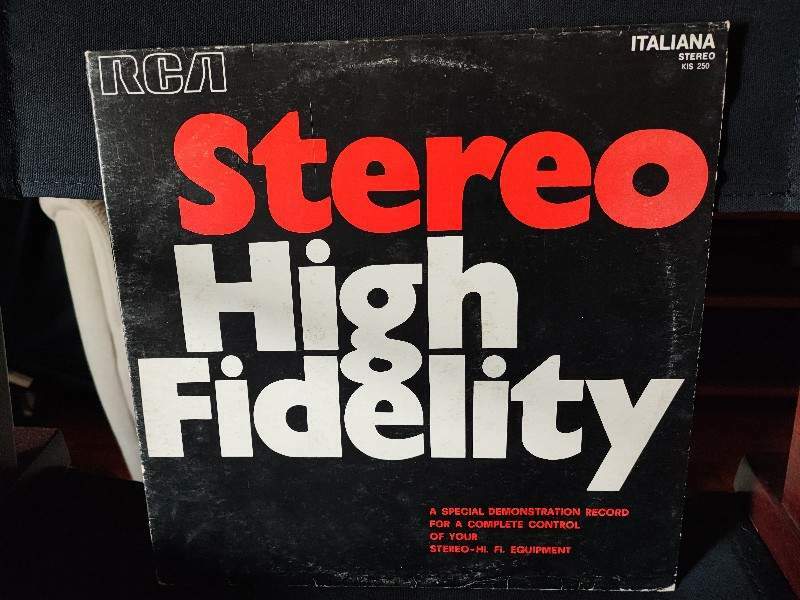 RCA
ITALIANA
STEREO
KIS 250
Stereo
High
Fidelity
A SPECIAL DEMONSTRATION RECORD
FOR A COMPLETE CONTROL
OF YOUR
STEREO-HI. FI. EQUIPMENT